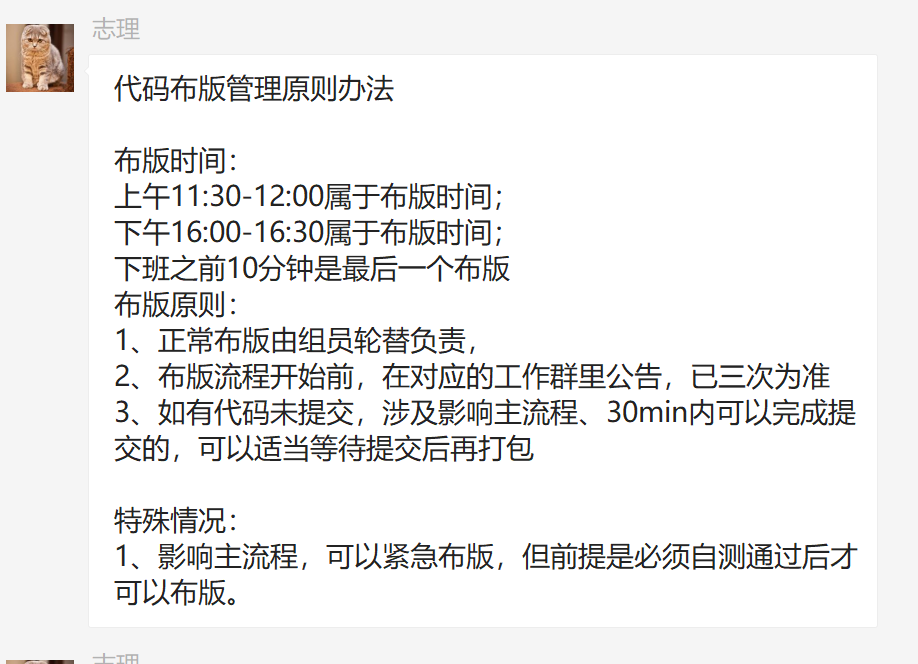 志理
代码布版管理原则办法
布版时间：
上午11:30-12:00属于布版时间；
下午16:00-16:30属于布版时间；
下班之前10分钟是最后一个布版
布版原则：
1、正常布版由组员轮替负责，
2、布版流程开始前，在对应的工作群里公告，已三次为准
3、如有代码未提交，涉及影响主流程、30min内可以完成提
交的，可以适当等待提交后再打包
特殊情况：
1、影响主流程，可以紧急布版，但前提是必须自测通过后才
可以布版。
志理